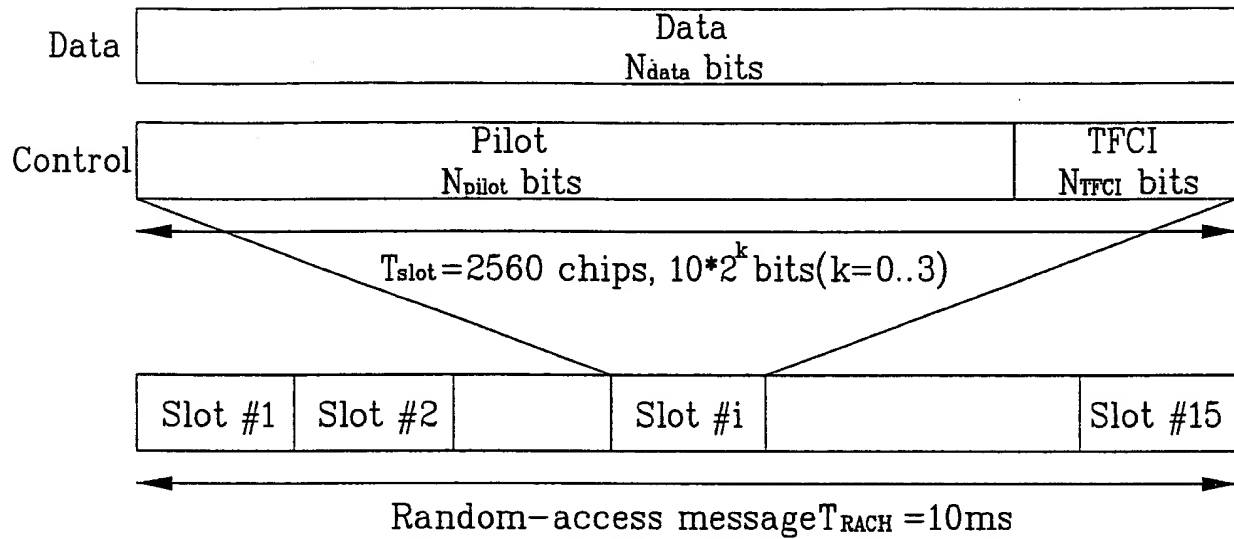 Data
Data
Ndata bits
Control
Pilot
Npilot bits
TFCI
NTFCI bits
Tslot=2560 chips, 10*2^k bits(k=0..3)
Slot #1
Slot #2
Slot #i
Slot #15
Random-access messageTRACH =10ms